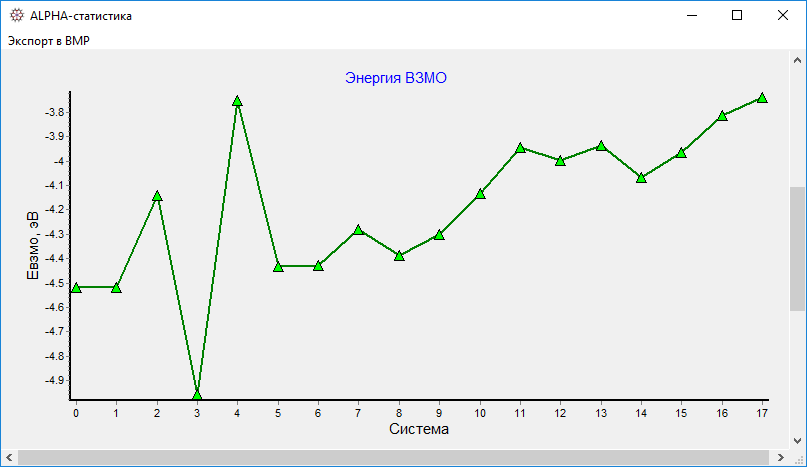 ALPHA-статистика
Экспорт в BMP
Энергия ВЗМО
-3.8
-3.9
-4
-4.1
-4.2
-4.3
-4.4
-4.5
-4.6
-4.7
-4.8
-4.9
Евзмо, эВ
0 1 2 3 4 5 6 7 8 9 10 11 12 13 14 15 16 17
Система